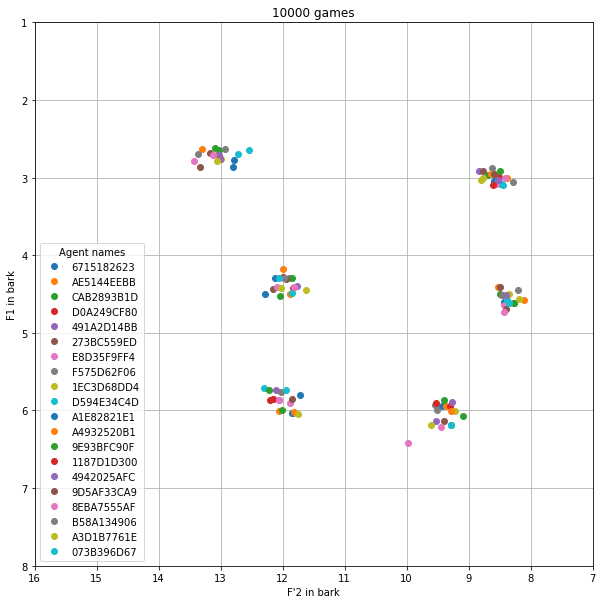 10000 games
1
2
3
4
5
6
7
8
F1 in bark
Agent names
6715182623
AE5144EEBB
CAB2893B1D
D0A249CF80
491A2D14BB
273BC559ED
E8D35F9FF4
F575D62F06
1EC3D68DD4
D594E34C4D
A1E82821E1
A4932520B1
9E93BFC90F
1187D1D300
4942025AFC
9D5AF33CA9
8EBA7555AF
B58A134906
A3D1B7761E
073B396D67
16 15 14 13 12 11 10 9 8 7
F'2 in bark